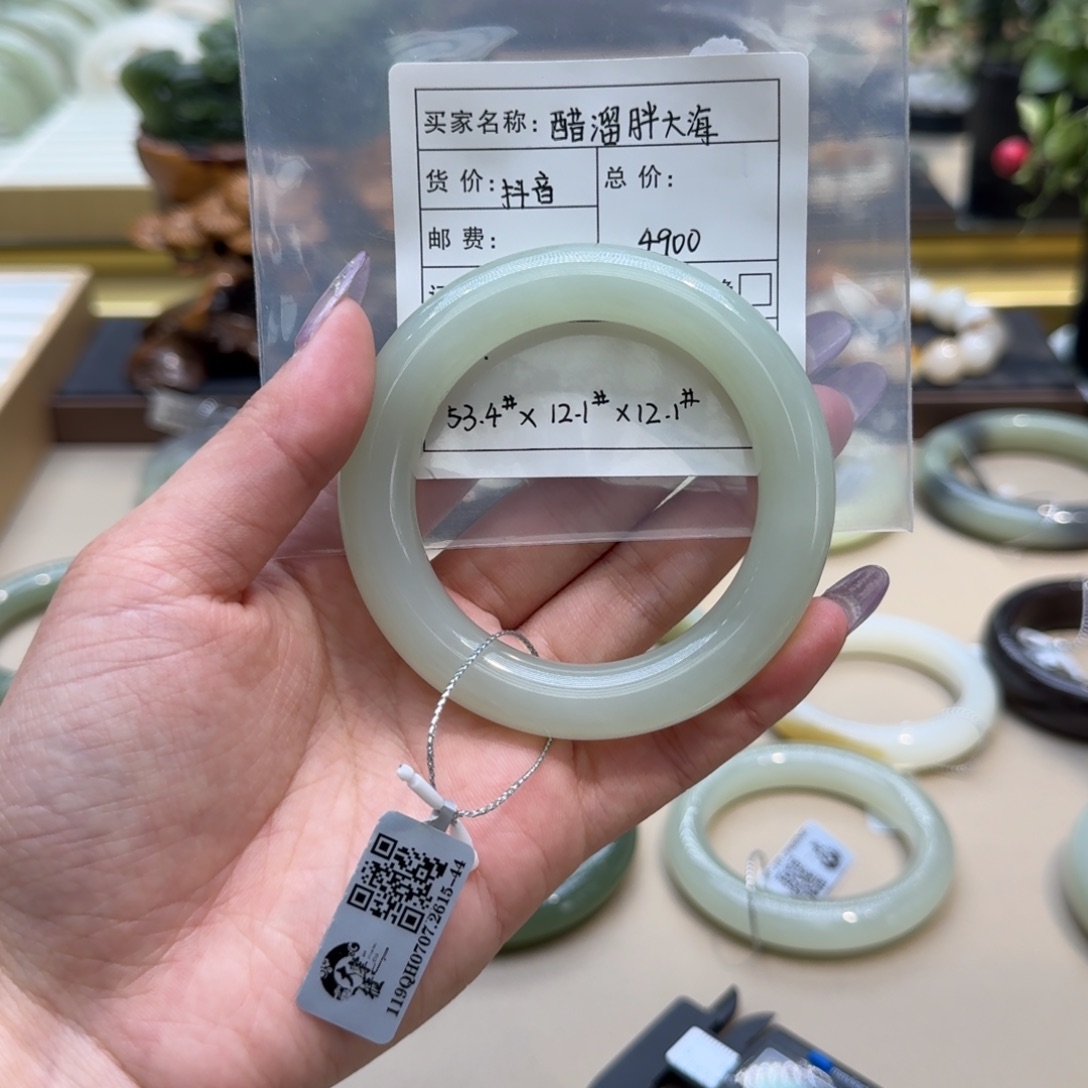 买家名称: 醋溜胖大海
货价: 抖音
总价:
邮费:
4900
53.4# x 12.1# x 12.1#
119QH0707.2615-44